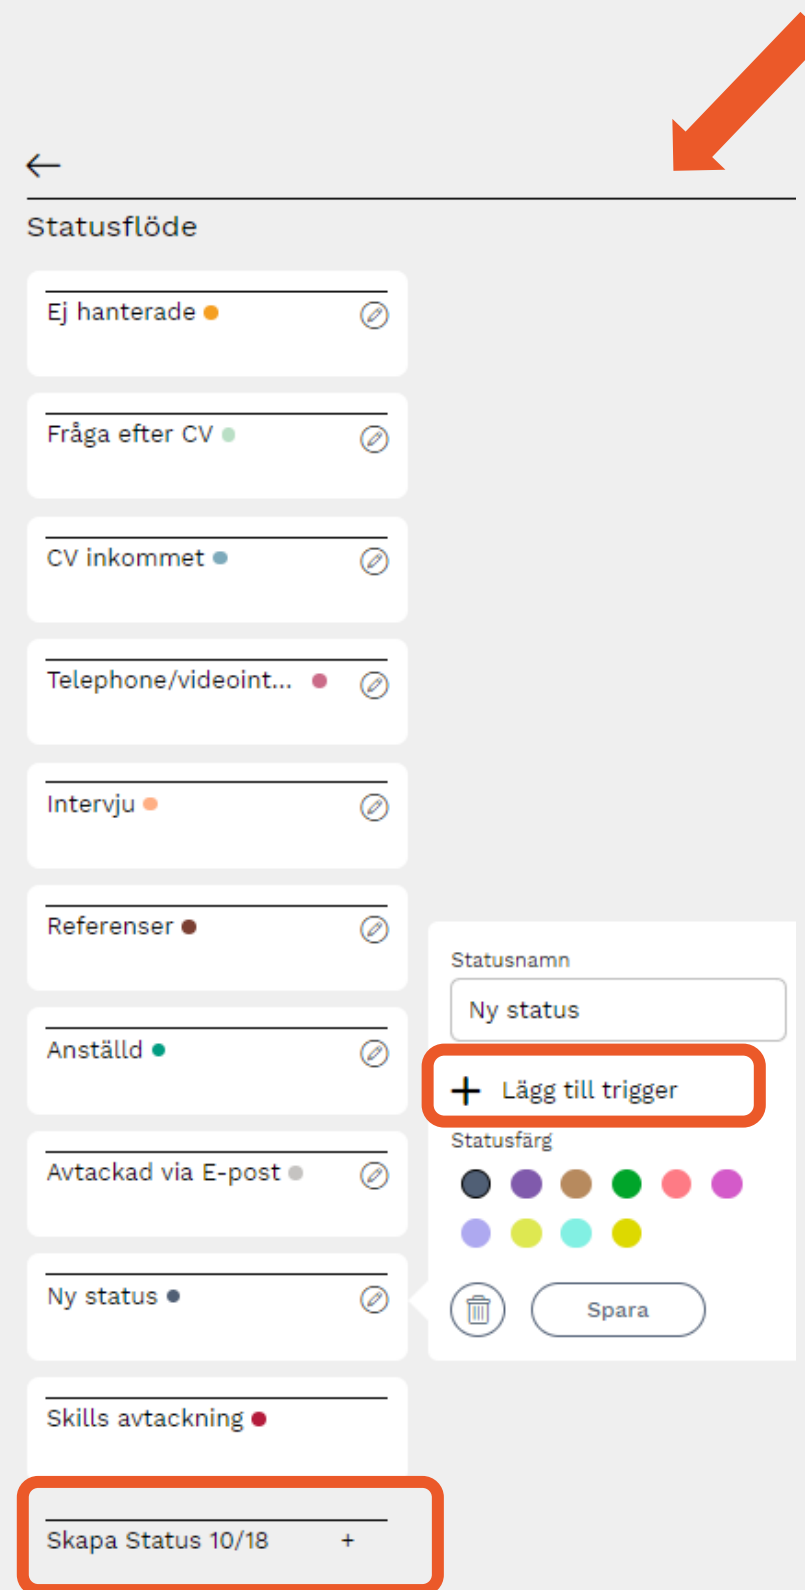 Statusflöde
Ej hanterade
Fråga efter CV
CV inkommet
Telephone/videoint...
Intervju
Referenser
Anställd
Avtackad via E-post
Ny status
Skills avtackning
Skapa Status 10/18 +
Statusnamn
Ny status
+ Lägg till trigger
Statusfärg
Spara